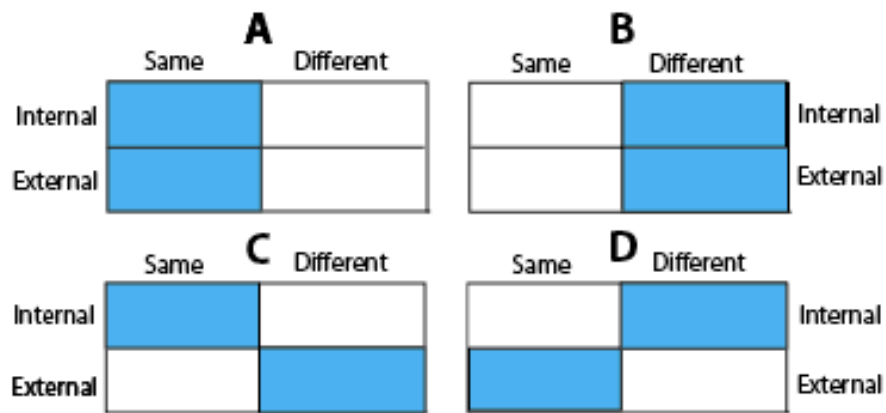 A B
Same Different Same Different
Internal Internal
External External
C D
Same Different Same Different
Internal Internal
External External